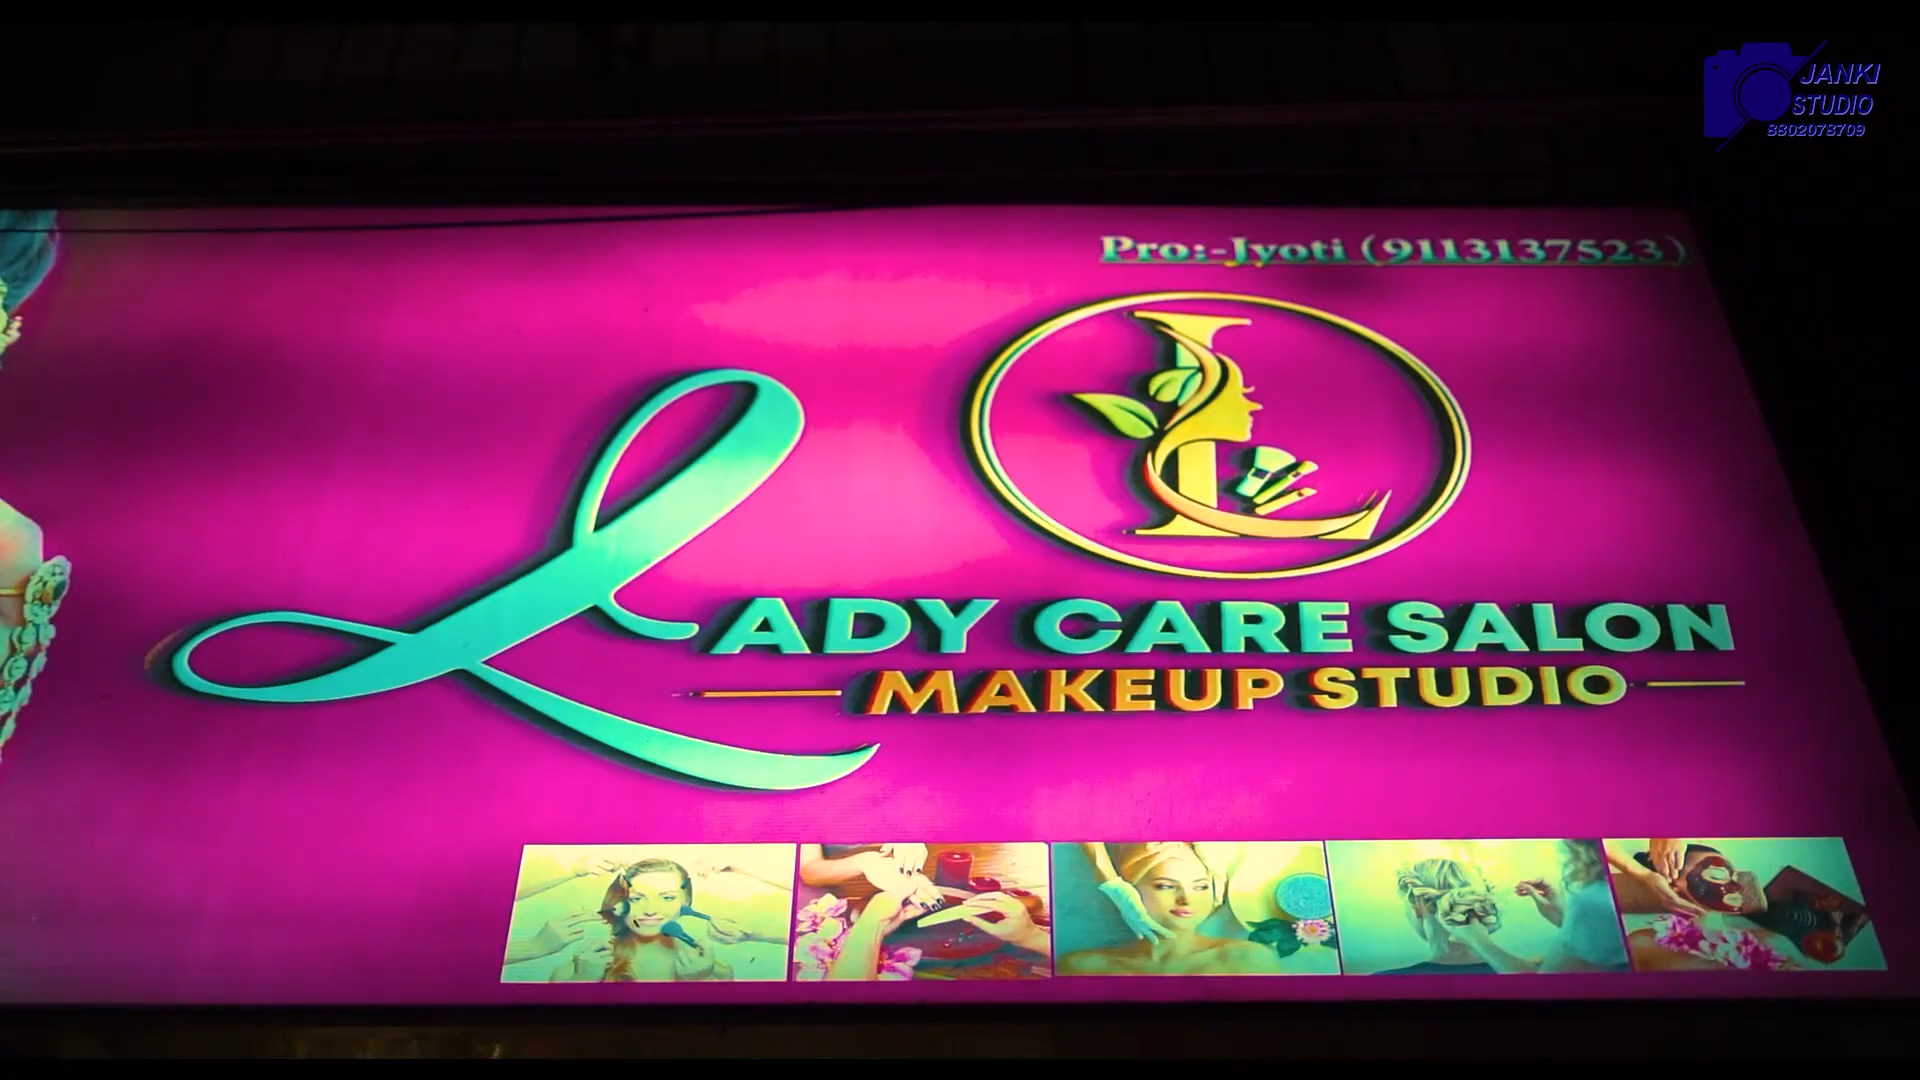 JANKI
STUDIO
8802078709
Pro:-Jyoti (9113137523)
LADY CARE SALON
MAKEUP STUDIO